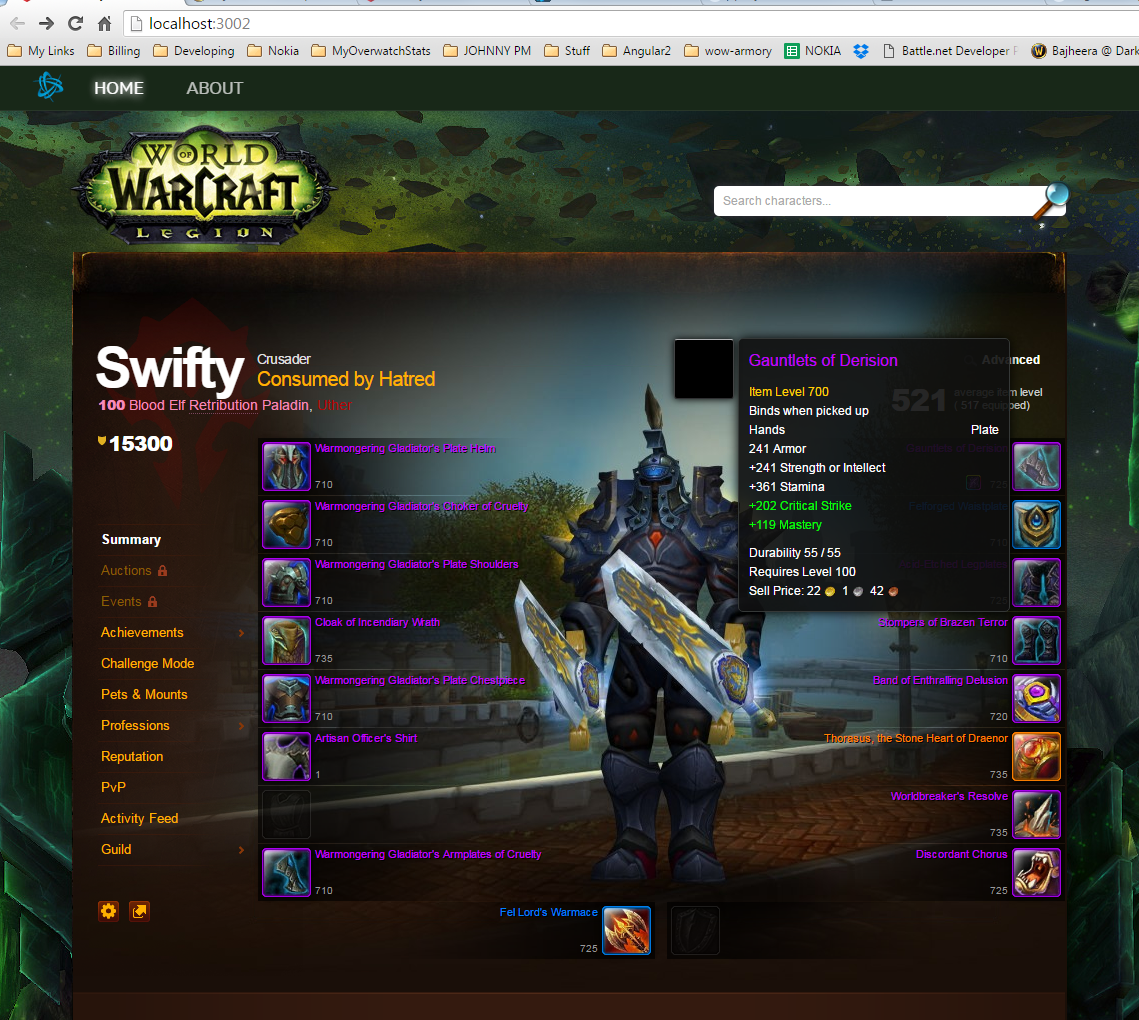 localhost:3002
My Links
Billing
Developing
Nokia
MyOverwatchStats
JOHNNY PM
Stuff
Angular2
wow-armory
NOKIA
Battle.net Developer
Bajheera @ Dark
HOME
ABOUT
WORLD OF WARCRAFT
LEGION
Search characters...
Swifty
Crusader
Consumed by Hatred
100 Blood Elf Retribution Paladin, Uther
15300
Advanced
521 average item level
( 517 equipped)
Gauntlets of Derision
Item Level 700
Binds when picked up
Hands Plate
241 Armor
+241 Strength or Intellect
+361 Stamina
+202 Critical Strike
+119 Mastery
Durability 55 / 55
Requires Level 100
Sell Price: 22 1 42
Summary
Auctions
Events
Achievements
Challenge Mode
Pets & Mounts
Professions
Reputation
PvP
Activity Feed
Guild
Warmongering Gladiator's Plate Helm
710
Warmongering Gladiator's Choker of Cruelty
710
Warmongering Gladiator's Plate Shoulders
710
Cloak of Incendiary Wrath
735
Warmongering Gladiator's Plate Chestpiece
710
Artisan Officer's Shirt
1
Warmongering Gladiator's Armplates of Cruelty
710
725
710
725
Stompers of Brazen Terror
710
Band of Enthralling Delusion
720
Thorasus, the Stone Heart of Draenor
735
Worldbreaker's Resolve
735
Discordant Chorus
725
Fel Lord's Warmace
725